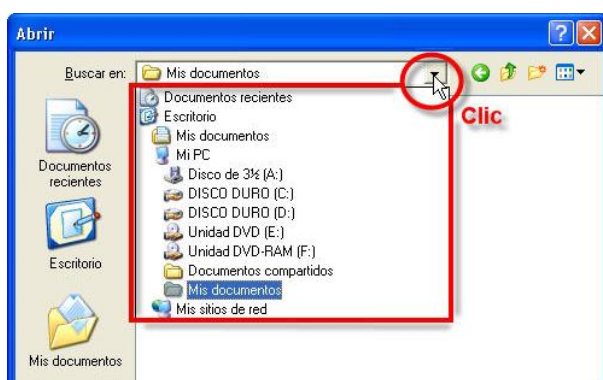 Abrir
Buscar en: Mis documentos
Clic
Documentos recientes
Escritorio
Mis documentos
Mi PC
Disco de 3½ (A:)
DISCO DURO (C:)
DISCO DURO (D:)
Unidad DVD (E:)
Unidad DVD-RAM (F:)
Documentos compartidos
Mis documentos
Mis sitios de red
Documentos
recientes
Escritorio
Mis documentos